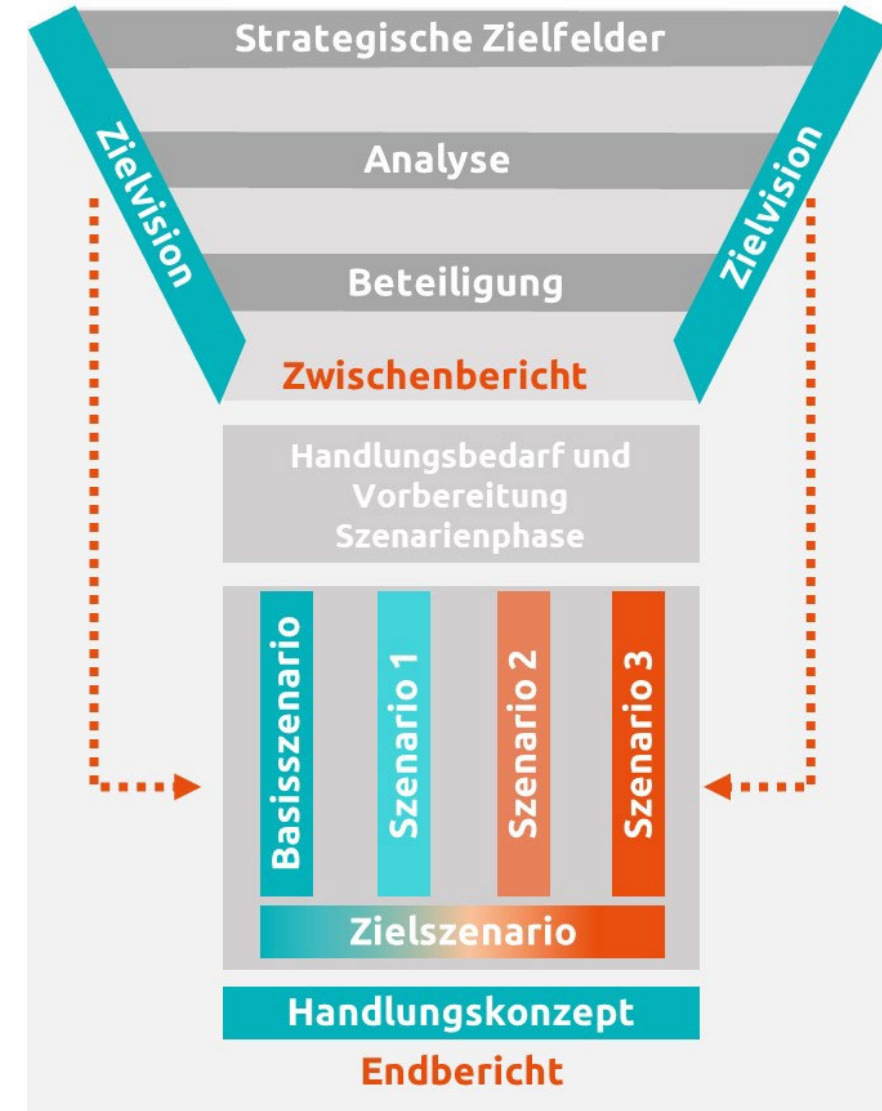 Strategische Zielfelder
Zielvision
Zielvision
Analyse
Beteiligung
Zwischenbericht
Handlungsbedarf und
Vorbereitung
Szenarienphase
Basisszenario
Szenario 1
Szenario 2
Szenario 3
Zielszenario
Handlungskonzept
Endbericht